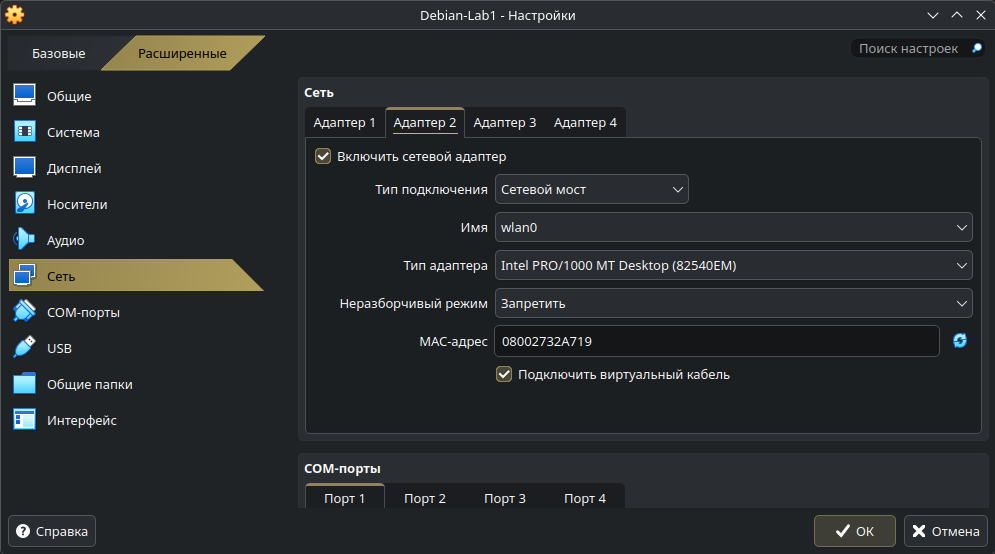 Debian-Lab1 - Настройки
Базовые
Расширенные
Поиск настроек
Общие
Система
Дисплей
Носители
Аудио
Сеть
COM-порты
USB
Общие папки
Интерфейс
Сеть
Адаптер 1
Адаптер 2
Адаптер 3
Адаптер 4
Включить сетевой адаптер
Тип подключения
Сетевой мост
Имя
wlan0
Тип адаптера
Intel PRO/1000 MT Desktop (82540EM)
Неразборчивый режим
Запретить
MAC-адрес
08002732A719
Подключить виртуальный кабель
COM-порты
Порт 1
Порт 2
Порт 3
Порт 4
? Справка
OK
Отмена